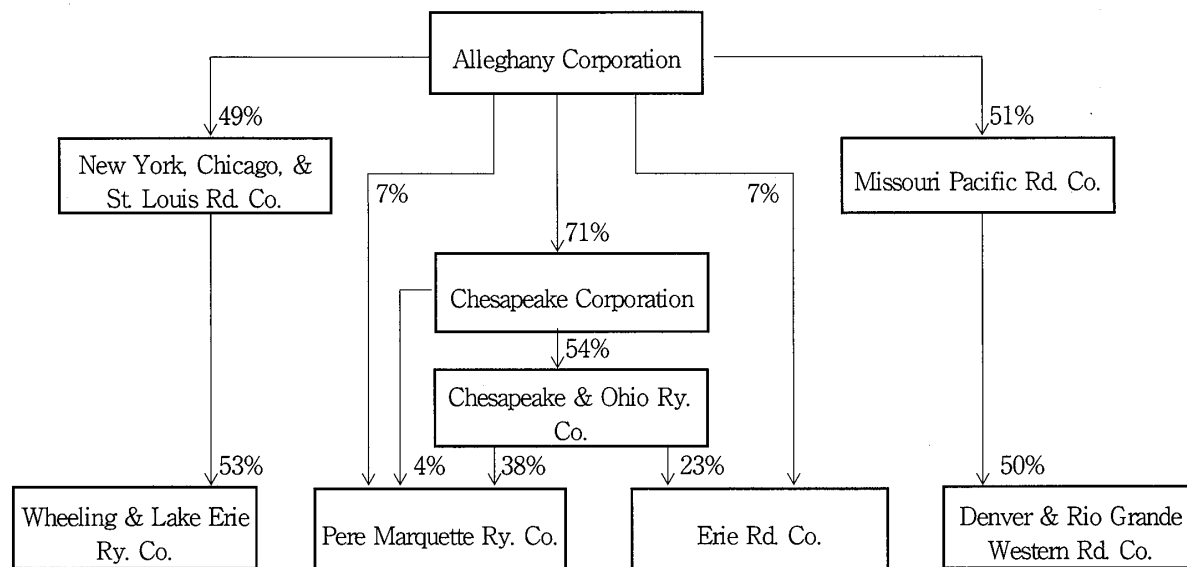 Alleghany Corporation
49%
51%
New York, Chicago, &
St. Louis Rd. Co.
7%
7%
Missouri Pacific Rd. Co.
71%
Chesapeake Corporation
54%
Chesapeake & Ohio Ry.
Co.
53%
4%
38%
23%
50%
Wheeling & Lake Erie
Ry. Co.
Pere Marquette Ry. Co.
Erie Rd. Co.
Denver & Rio Grande
Western Rd. Co.